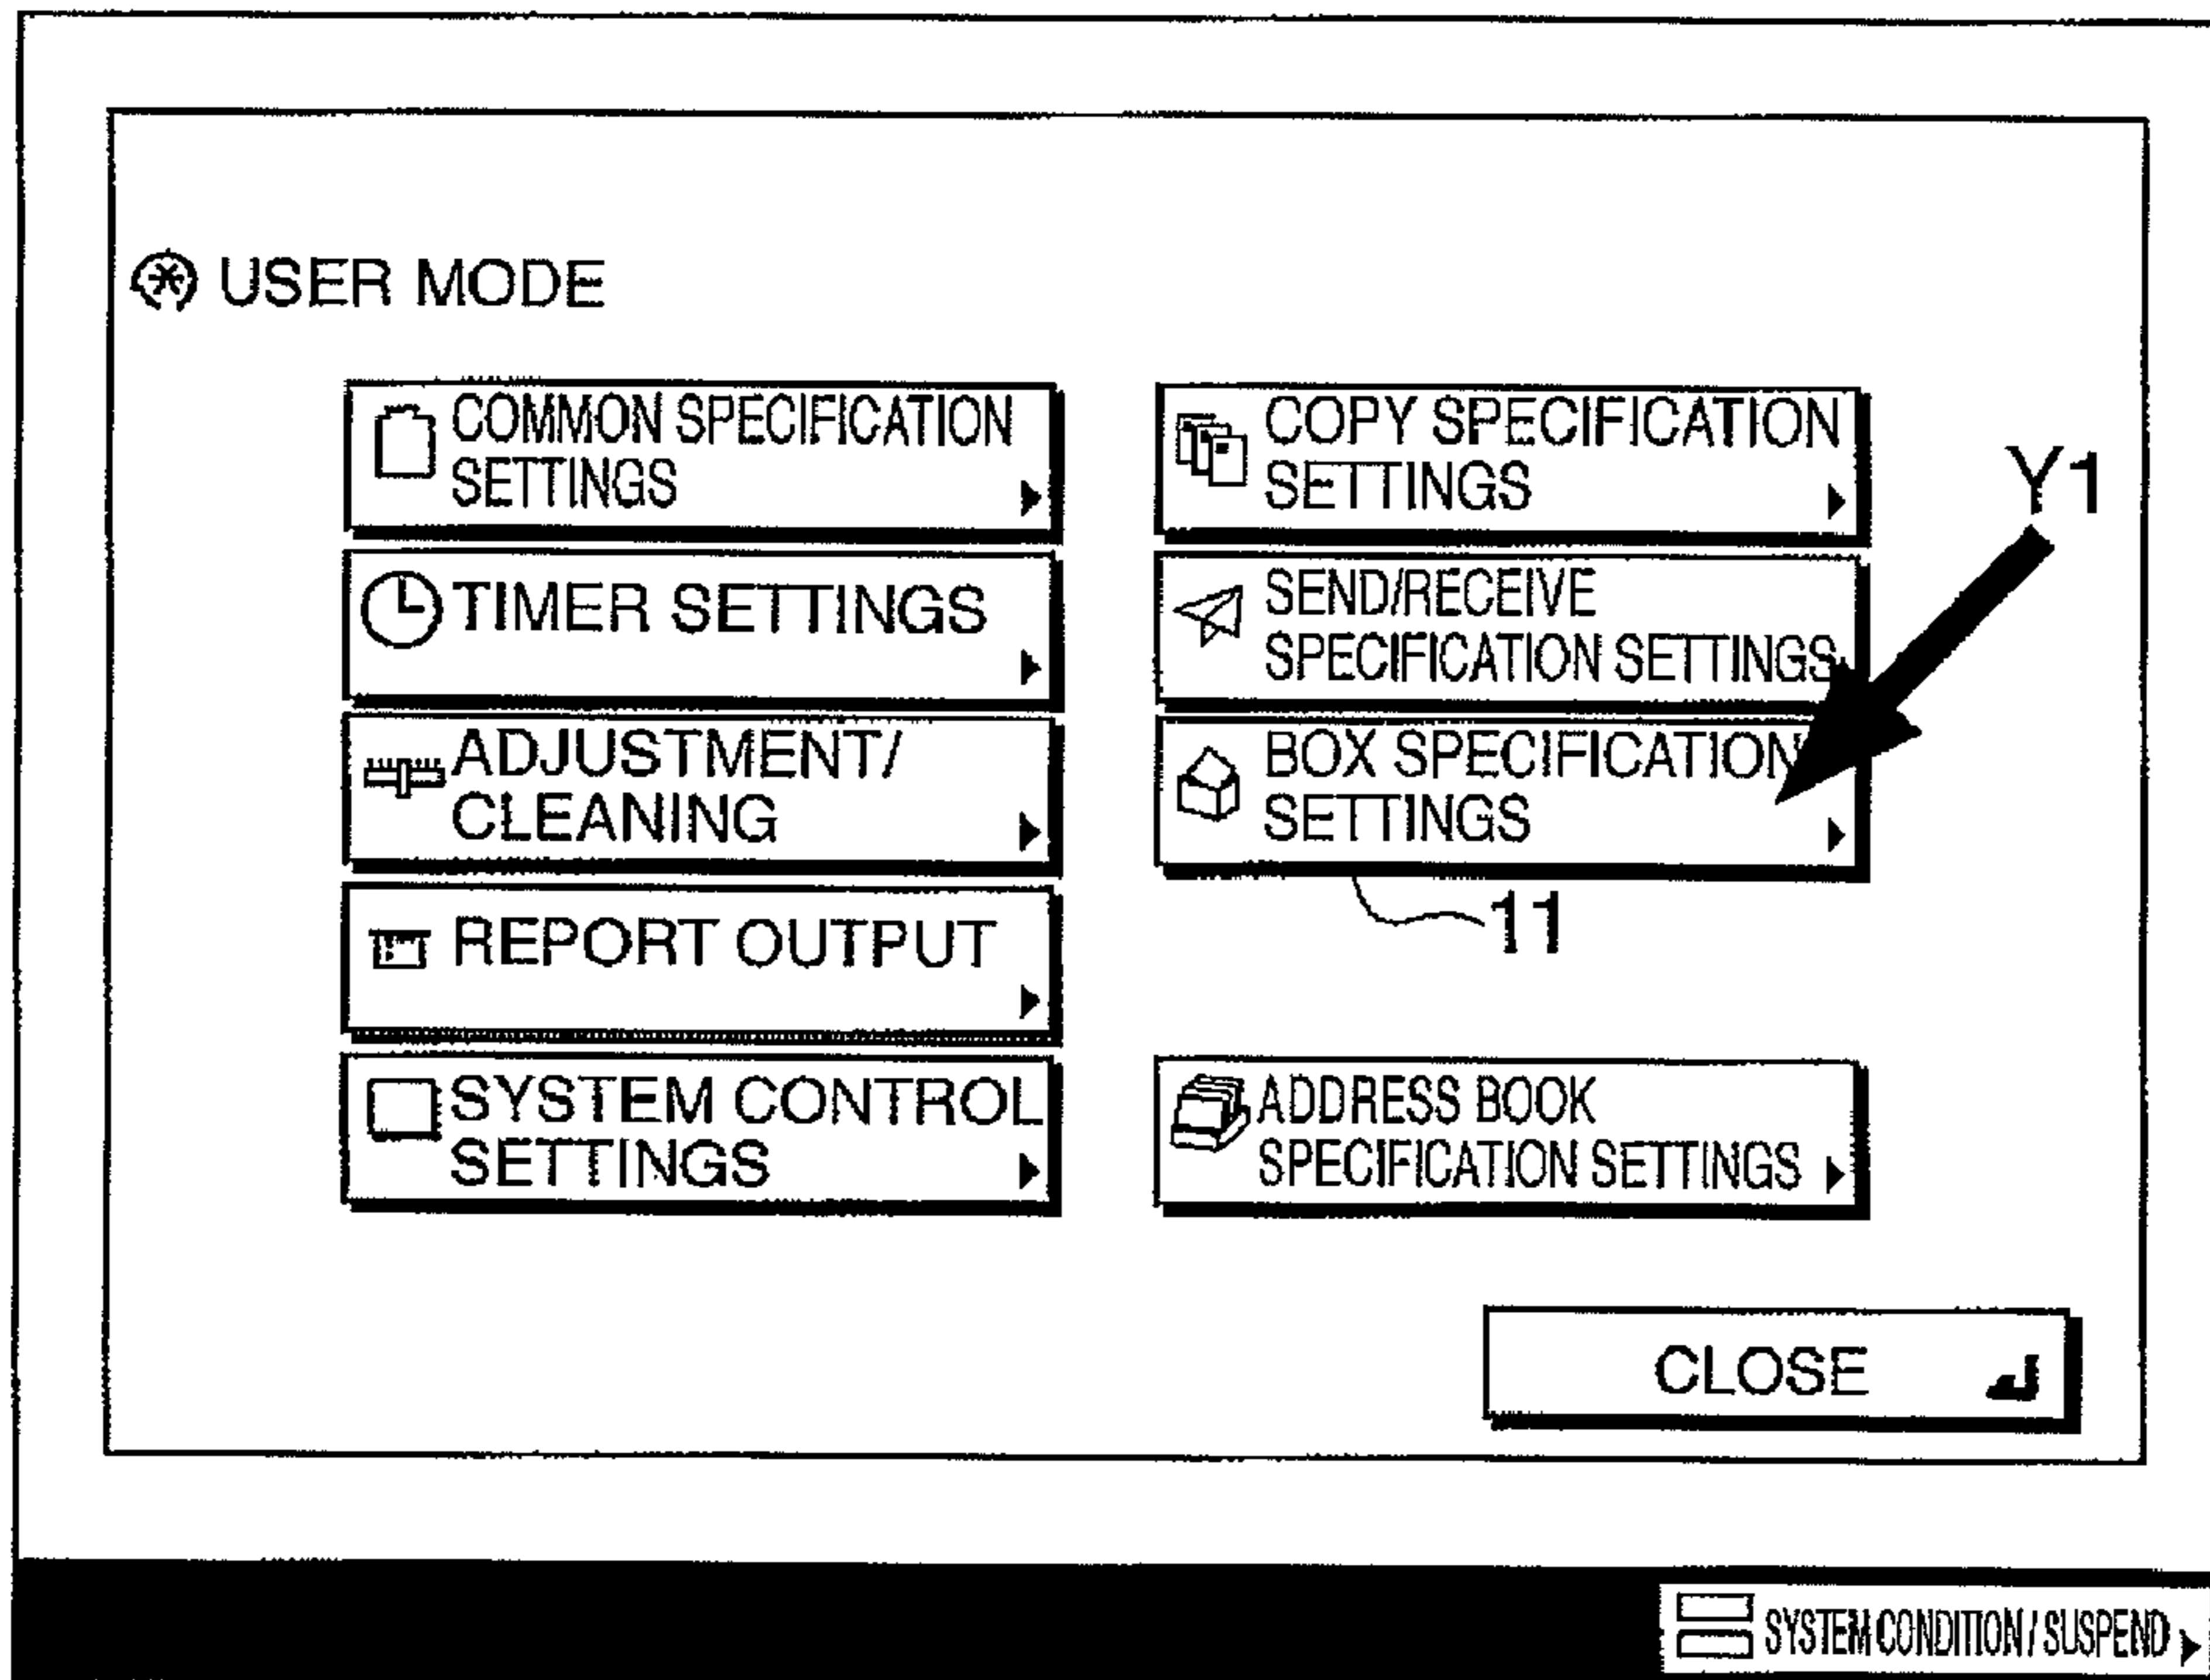 USER MODE
COMMON SPECIFICATION
SETTINGS
TIMER SETTINGS
ADJUSTMENT/
CLEANING
REPORT OUTPUT
SYSTEM CONTROL
SETTINGS
COPY SPECIFICATION
SETTINGS
Y1
SEND/RECEIVE
SPECIFICATION SETTINGS
BOX SPECIFICATION
SETTINGS
11
ADDRESS BOOK
SPECIFICATION SETTINGS
CLOSE
SYSTEM CONDITION / SUSPEND